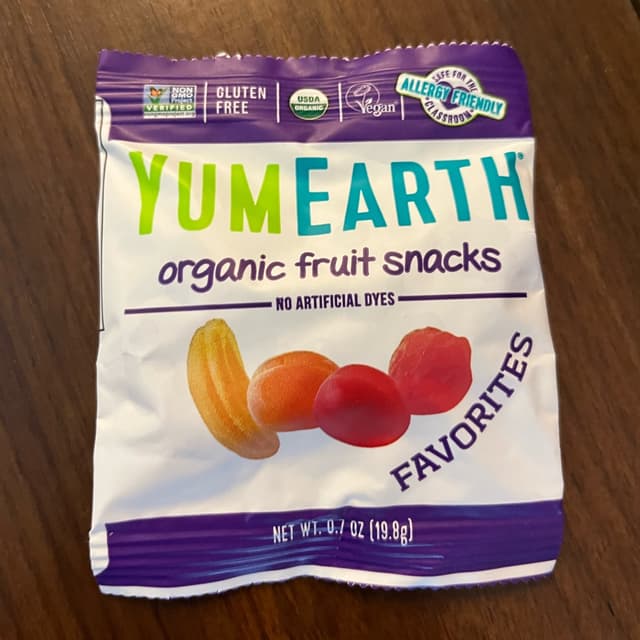 NON
GMO
Project
VERIFIED
GLUTEN
FREE
USDA
ORGANIC
Vegan
SAFE FOR THE
ALLERGY FRIENDLY
CLASSROOM
YUMEARTH®
organic fruit snacks
NO ARTIFICIAL DYES
FAVORITES
NET WT. 0.7 OZ (19.8g)